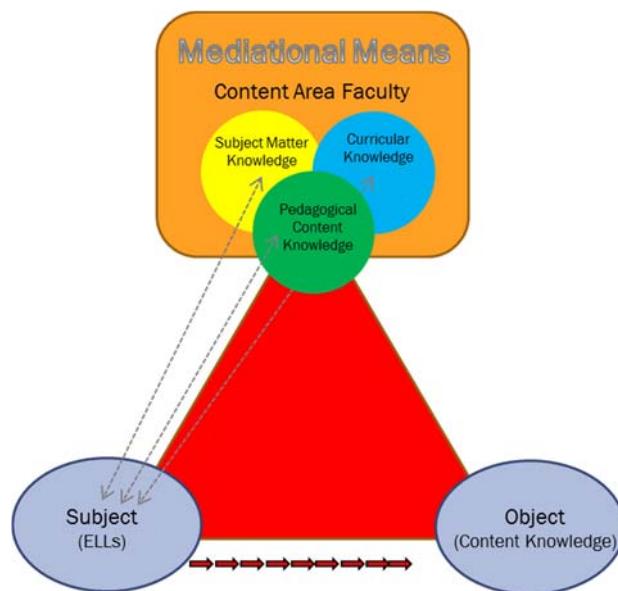 Mediational Means
Content Area Faculty
Subject Matter
Knowledge
Curricular
Knowledge
Pedagogical
Content
Knowledge
Subject
(ELLs)
Object
(Content Knowledge)